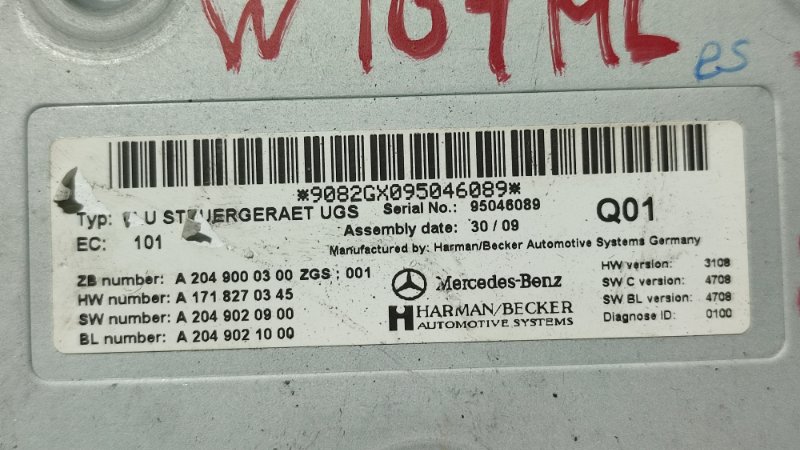 W 164 ML
BS
*9082GX095046089*
Typ: U STEUERGERAET UGS
Serial No.: 95046089
Q01
EC: 101
Assembly date: 30 / 09
Manufactured by: Harman/Becker Automotive Systems Germany
ZB number: A 204 900 03 00 ZGS : 001
HW number: A 171 827 03 45
SW number: A 204 902 09 00
BL number: A 204 902 10 00
Mercedes-Benz
HARMAN/BECKER
AUTOMOTIVE SYSTEMS
HW version: 3108
SW C version: 4708
SW BL version: 4708
Diagnose ID: 0100